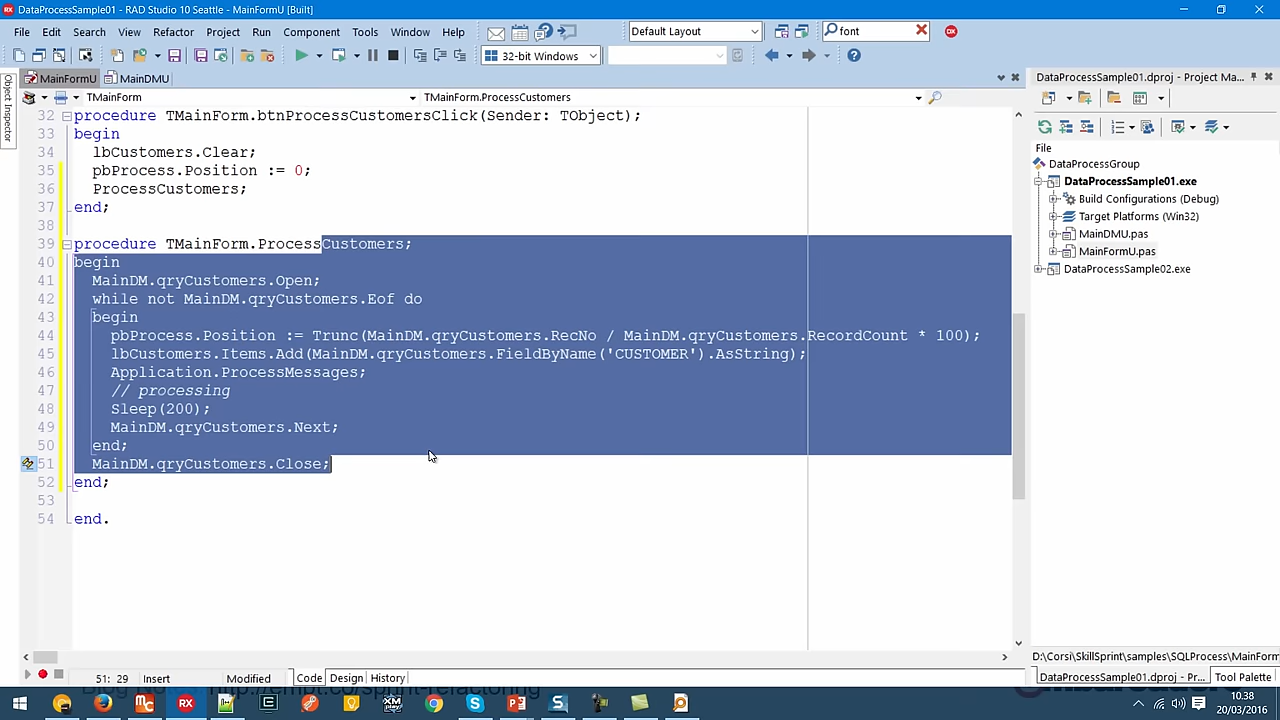 DataProcessSample01 - RAD Studio 10 Seattle - MainFormU [Built]
File Edit Search View Refactor Project Run Component Tools Window Help
Default Layout
font
32-bit Windows
MainFormU
MainDMU
Object Inspector
TMainForm
TMainForm.ProcessCustomers
32 procedure TMainForm.btnProcessCustomersClick(Sender: TObject);
33 begin
34 lbCustomers.Clear;
35 pbProcess.Position := 0;
36 ProcessCustomers;
37 end;
38
39 procedure TMainForm.ProcessCustomers;
40 begin
41 MainDM.qryCustomers.Open;
42 while not MainDM.qryCustomers.Eof do
43 begin
44 pbProcess.Position := Trunc(MainDM.qryCustomers.RecNo / MainDM.qryCustomers.RecordCount * 100);
45 lbCustomers.Items.Add(MainDM.qryCustomers.FieldByName('CUSTOMER').AsString);
46 Application.ProcessMessages;
47 // processing
48 Sleep(200);
49 MainDM.qryCustomers.Next;
50 end;
51 MainDM.qryCustomers.Close;
52 end;
53
54 end.
51: 29 Insert Modified Code Design History
DataProcessSample01.dproj - Project Ma...
File
DataProcessGroup
DataProcessSample01.exe
Build Configurations (Debug)
Target Platforms (Win32)
MainDMU.pas
MainFormU.pas
DataProcessSample02.exe
D:\Corsi\SkillSprint\samples\SQLProcess\MainForm
DataProcessSample01.dproj - Pr...
Tool Palette
http://embt.co/sprint-refactoring
10.38
20/03/2016